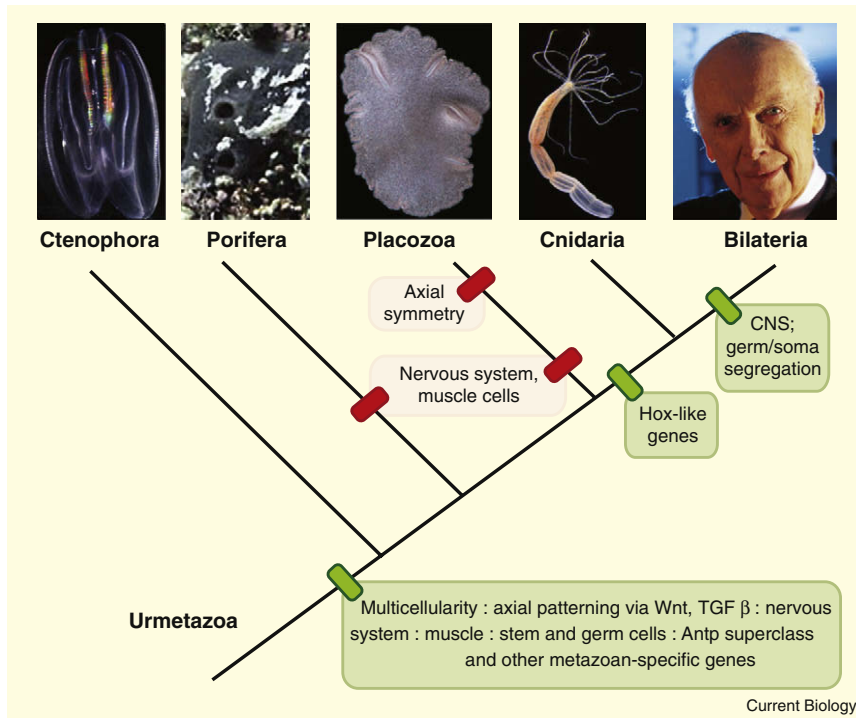 Ctenophora
Porifera
Placozoa
Cnidaria
Bilateria
Axial
symmetry
Nervous system,
muscle cells
CNS;
germ/soma
segregation
Hox-like
genes
Urmetazoa
Multicellularity : axial patterning via Wnt, TGF β : nervous
system : muscle : stem and germ cells : Antp superclass
and other metazoan-specific genes
Current Biology